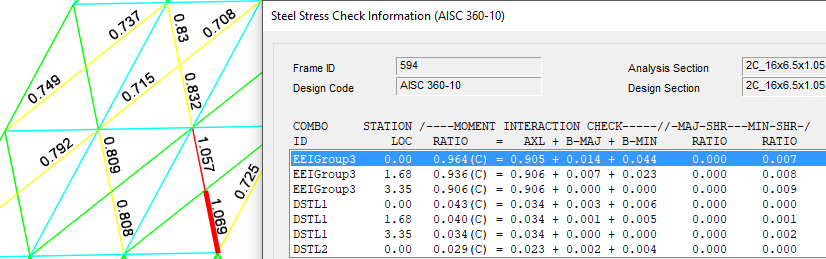 0.737
0.83
0.708
0.749
0.715
0.832
0.792
0.809
1.057
0.725
0.808
1.069
Steel Stress Check Information (AISC 360-10)
Frame ID 594 Analysis Section 2C_16x6.5x1.05
Design Code AISC 360-10 Design Section 2C_16x6.5x1.05
COMBO STATION /----MOMENT INTERACTION CHECK-----//-MAJ-SHR---MIN-SHR-/
ID LOC RATIO = AXL + B-MAJ + B-MIN RATIO RATIO
EEIGroup3 0.00 0.964(C) = 0.905 + 0.014 + 0.044 0.000 0.007
EEIGroup3 1.68 0.936(C) = 0.906 + 0.007 + 0.023 0.000 0.008
EEIGroup3 3.35 0.906(C) = 0.906 + 0.000 + 0.000 0.000 0.009
DSTL1 0.00 0.043(C) = 0.034 + 0.003 + 0.006 0.000 0.000
DSTL1 1.68 0.040(C) = 0.034 + 0.001 + 0.005 0.000 0.001
DSTL1 3.35 0.034(C) = 0.034 + 0.000 + 0.000 0.000 0.002
DSTL2 0.00 0.029(C) = 0.023 + 0.002 + 0.004 0.000 0.000